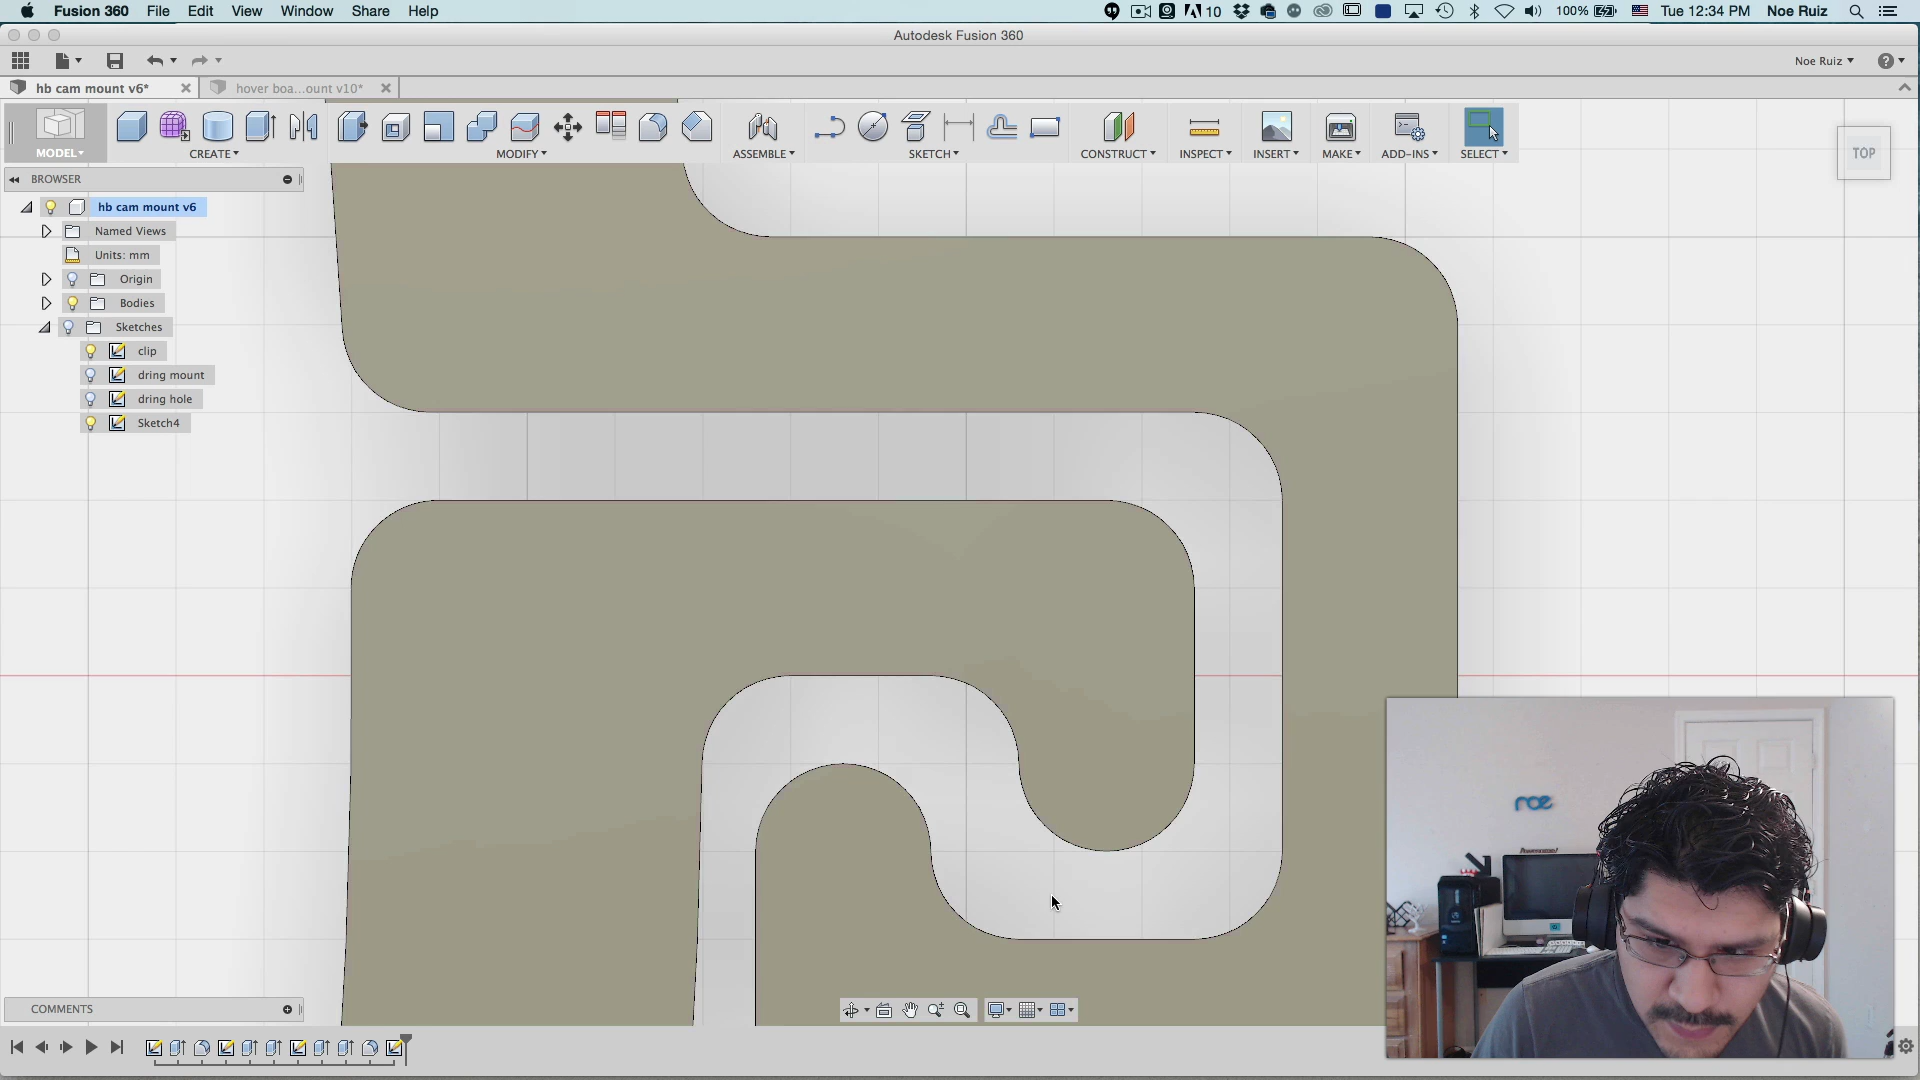 Fusion 360 File Edit View Window Share Help
10 100% Tue 12:34 PM Noe Ruiz
Autodesk Fusion 360
Noe Ruiz
hb cam mount v6* hover boa...ount v10*
MODEL CREATE MODIFY ASSEMBLE SKETCH CONSTRUCT INSPECT INSERT MAKE ADD-INS SELECT
TOP
BROWSER
hb cam mount v6
Named Views
Units: mm
Origin
Bodies
Sketches
clip
dring mount
dring hole
Sketch4
noe
COMMENTS